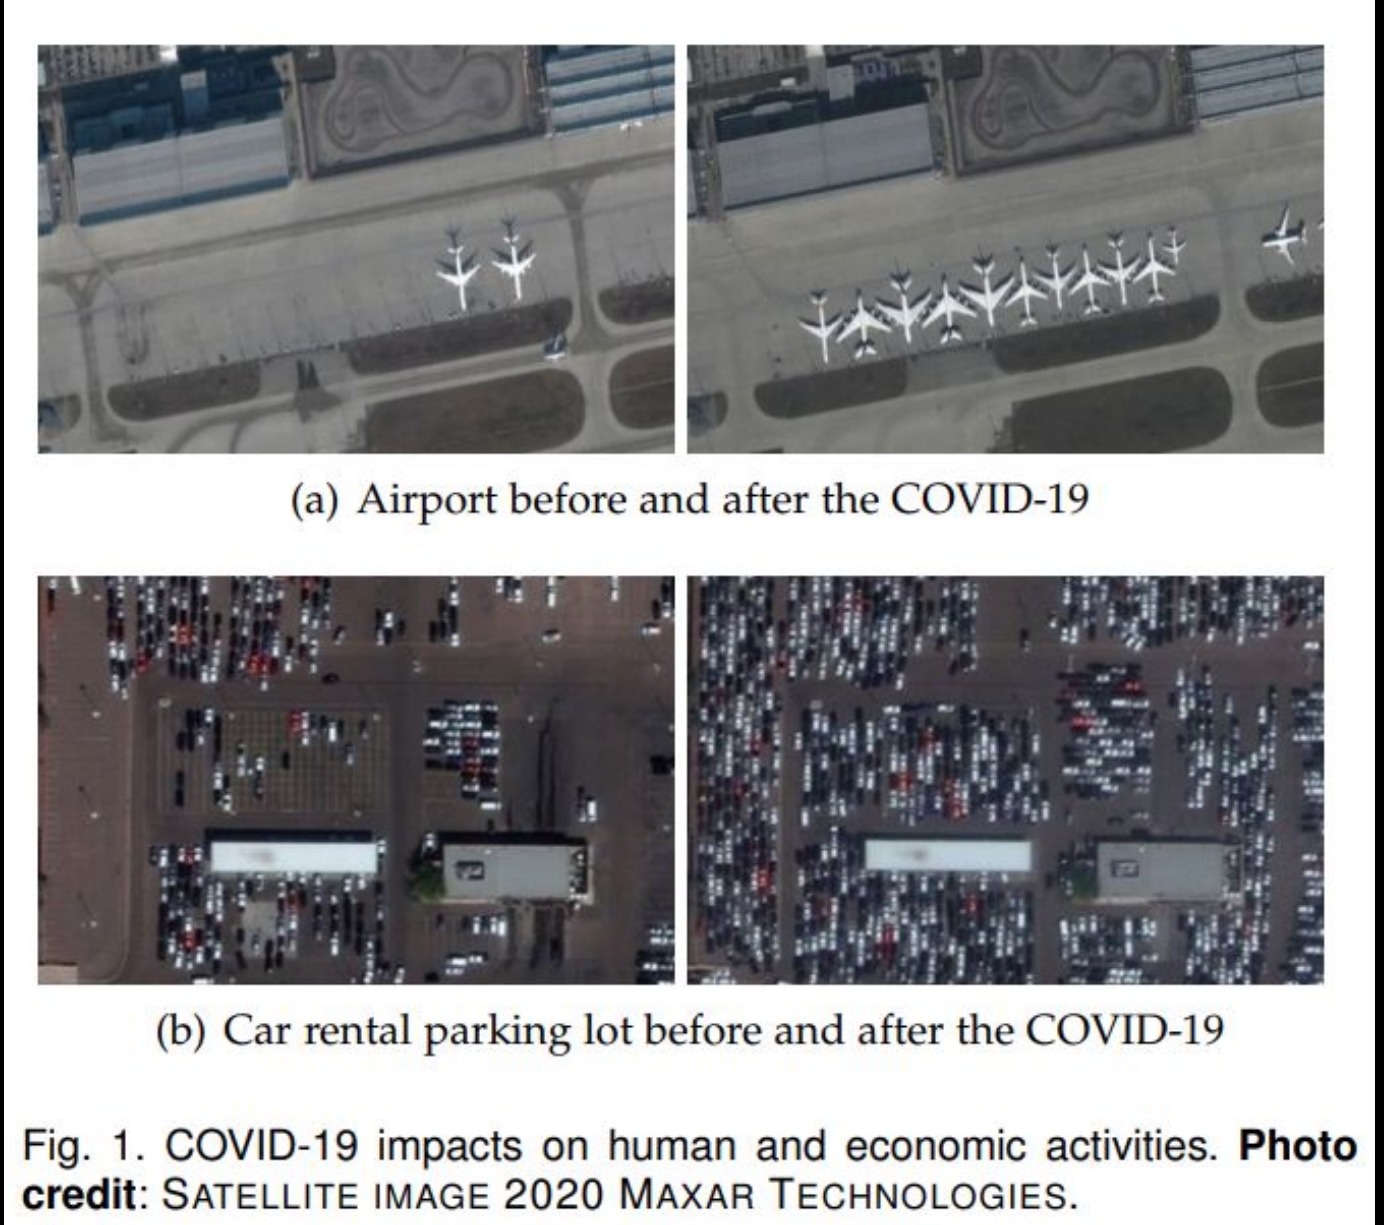 (a) Airport before and after the COVID-19
(b) Car rental parking lot before and after the COVID-19
Fig. 1. COVID-19 impacts on human and economic activities. Photo
credit: SATELLITE IMAGE 2020 MAXAR TECHNOLOGIES.